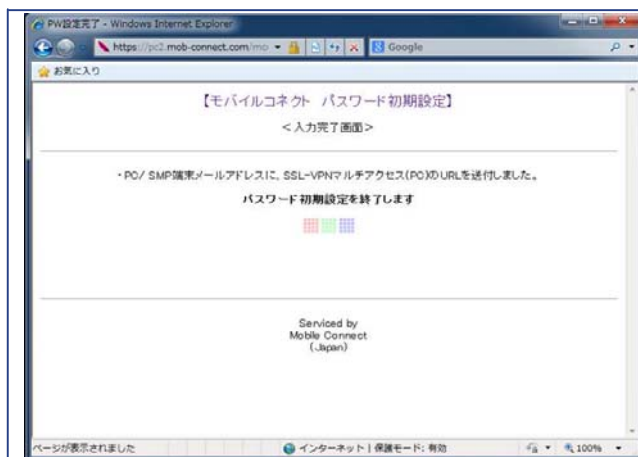 PW設定完了 - Windows Internet Explorer
https://pc2.mob-connect.com/mo
Google
お気に入り
【モバイルコネクト パスワード初期設定】
＜入力完了画面＞
・PC/ SMP端末メールアドレスに、SSL-VPNマルチアクセス(PC)のURLを送付しました。
パスワード初期設定を終了します
Serviced by
Mobile Connect
(Japan)
ページが表示されました
インターネット | 保護モード: 有効
100%